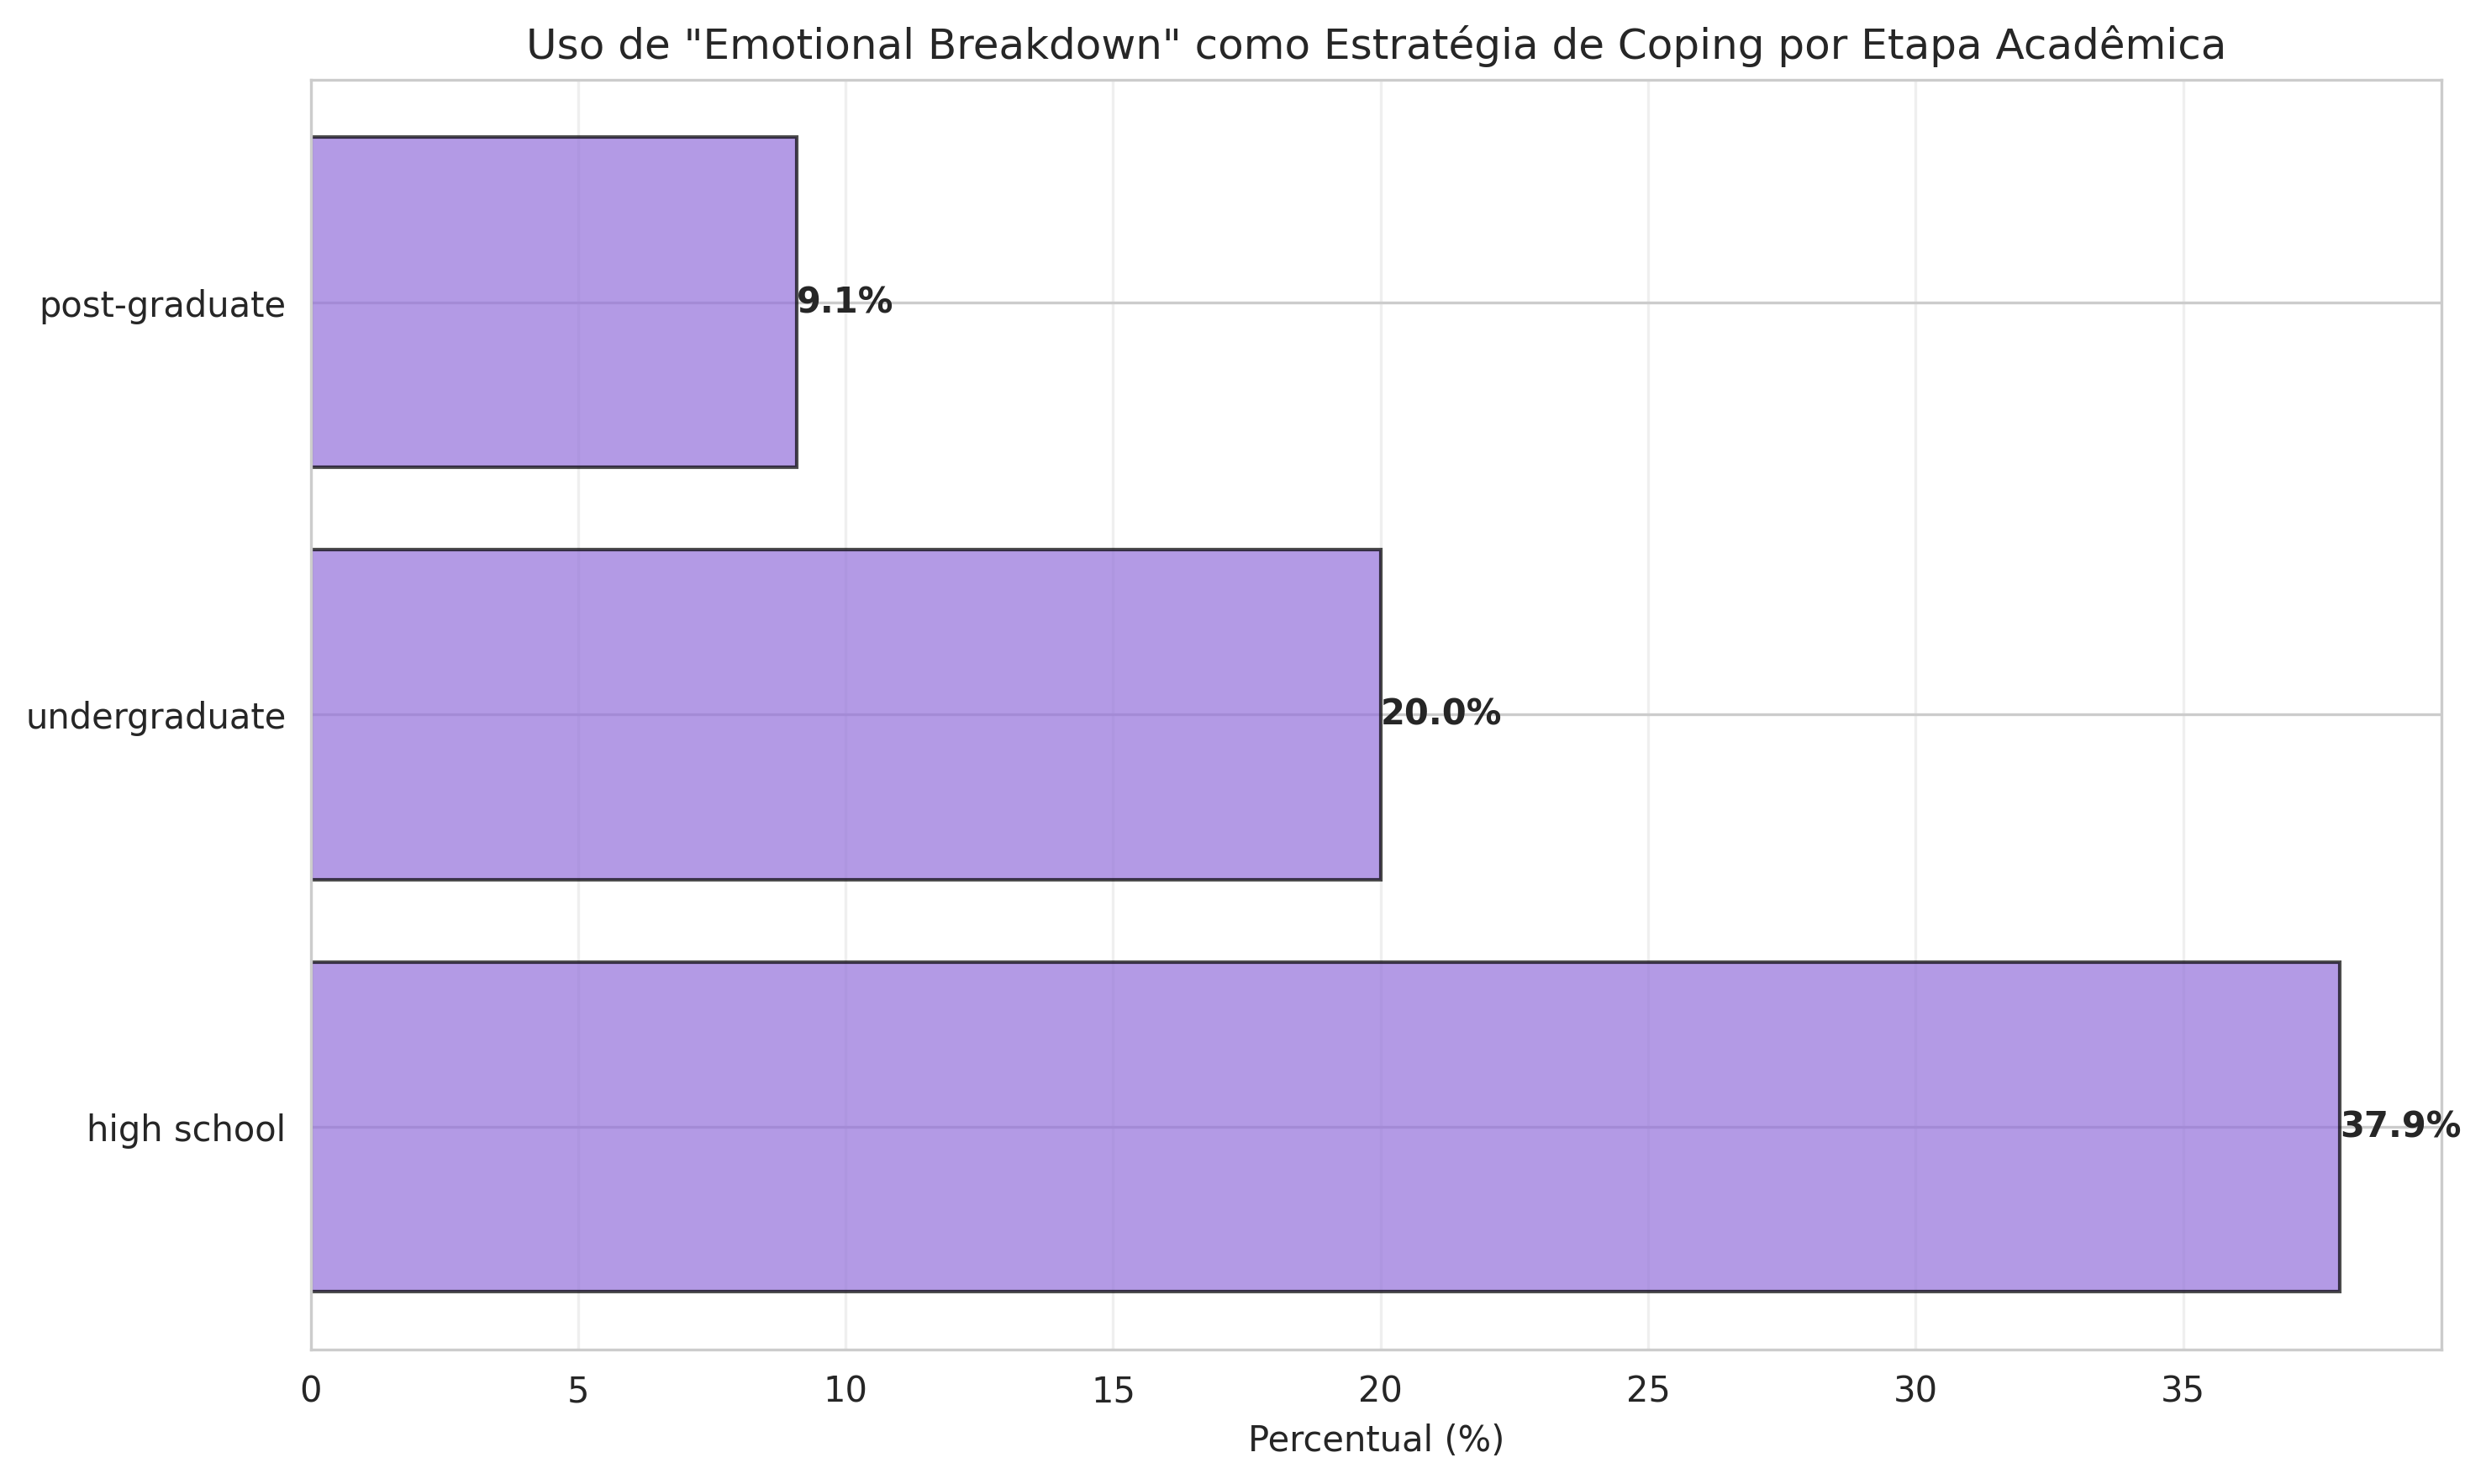 Uso de "Emotional Breakdown" como Estratégia de Coping por Etapa Acadêmica
post-graduate
9.1%
undergraduate
20.0%
high school
37.9%
0 5 10 15 20 25 30 35
Percentual (%)